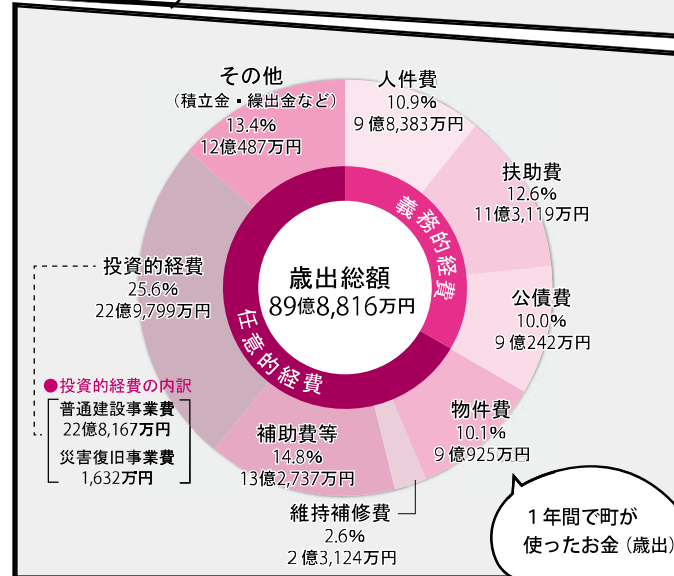 その他
(積立金・繰出金など)
13.4%
12億487万円
人件費
10.9%
9億8,383万円
扶助費
12.6%
11億3,119万円
義務的経費
投資的経費
25.6%
22億9,799万円
歳出総額
89億8,816万円
公債費
10.0%
9億242万円
任意的経費
●投資的経費の内訳
普通建設事業費
22億8,167万円
災害復旧事業費
1,632万円
物件費
10.1%
9億925万円
補助費等
14.8%
13億2,737万円
維持補修費
2.6%
2億3,124万円
1年間で町が
使ったお金(歳出)